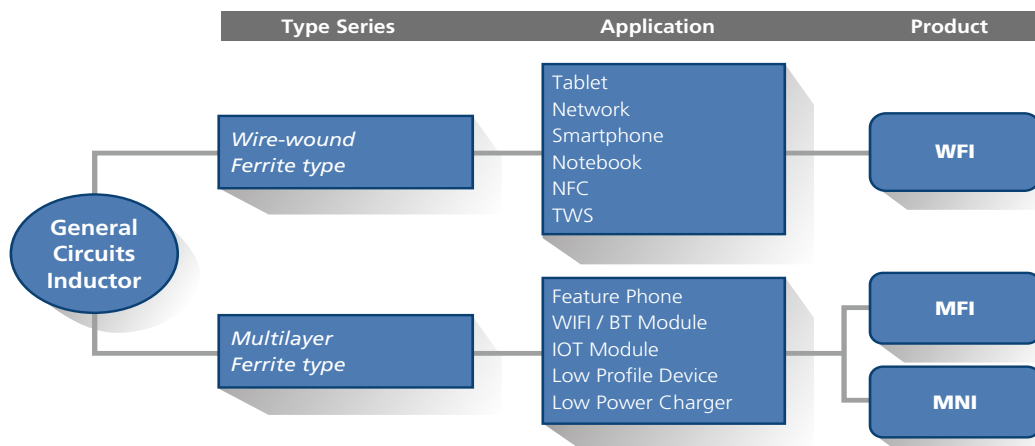 Type Series
Application
Product
General
Circuits
Inductor
Wire-wound
Ferrite type
Tablet
Network
Smartphone
Notebook
NFC
TWS
WFI
Multilayer
Ferrite type
Feature Phone
WIFI / BT Module
IOT Module
Low Profile Device
Low Power Charger
MFI
MNI